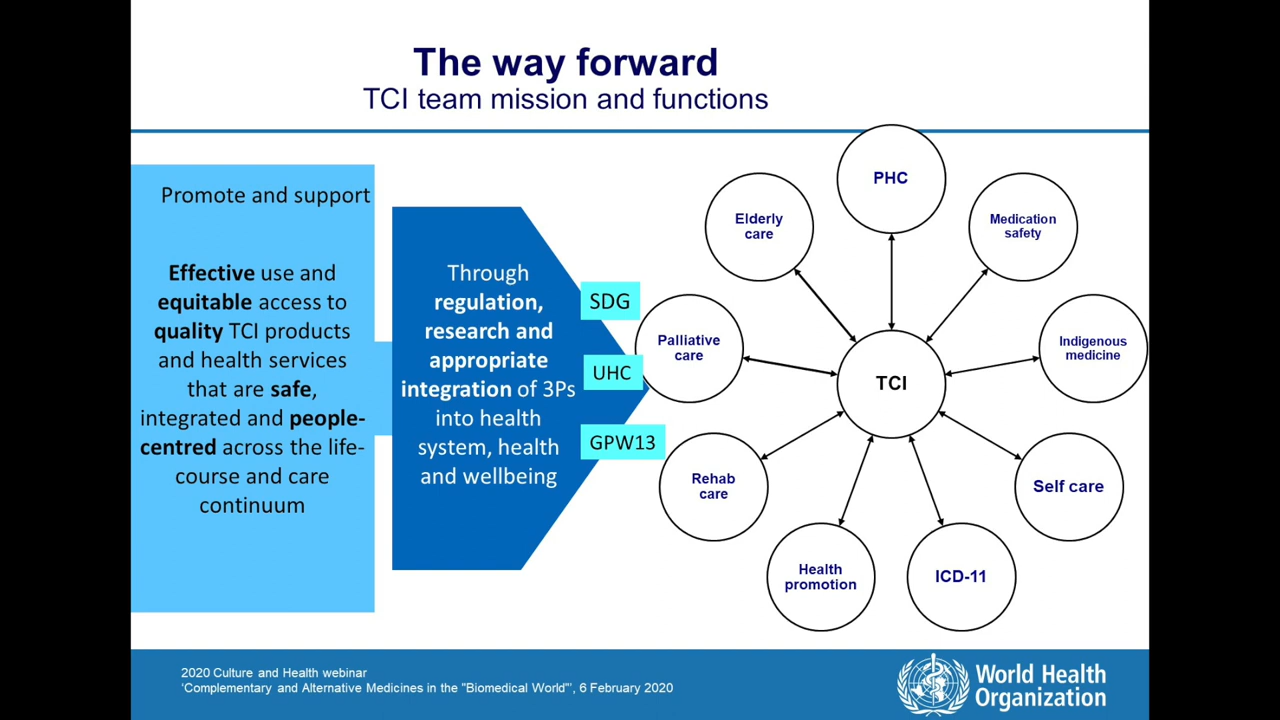 The way forward
TCI team mission and functions
Promote and support
Effective use and
equitable access to
quality TCI products
and health services
that are safe,
integrated and people-
centred across the life-
course and care
continuum
Through
regulation,
research and
appropriate
integration of 3Ps
into health
system, health
and wellbeing
SDG
UHC
GPW13
PHC
Medication
safety
Indigenous
medicine
Self care
ICD-11
Health
promotion
Rehab
care
Palliative
care
Elderly
care
TCI
2020 Culture and Health webinar
'Complementary and Alternative Medicines in the "Biomedical World"', 6 February 2020
World Health
Organization